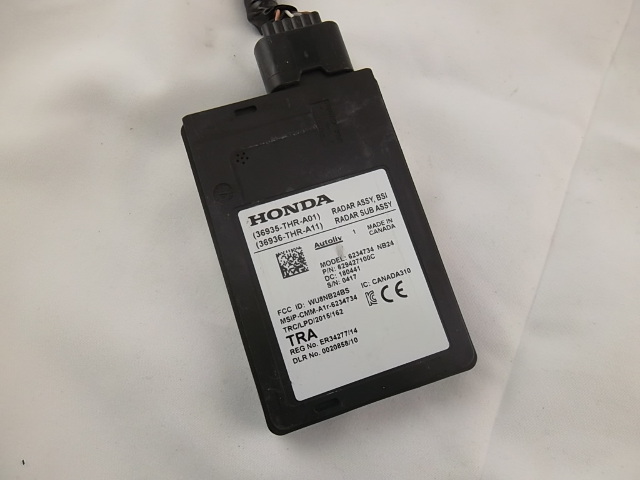 HONDA
(36935-THR-A01) RADAR ASSY, BSI
(36936-THR-A11) RADAR SUB ASSY
Autoliv 1 MADE IN
CANADA
MODEL: 6234734 NB24
P/N: 629427100C
DC: 180441
S/N: 0417
FCC ID: WU8NB24BS IC: CANADA310
MSIP-CMM-A1r-6234734
TRC/LPD/2015/162
TRA
REG No. ER34277/14
DLR No. 0020858/10
CE